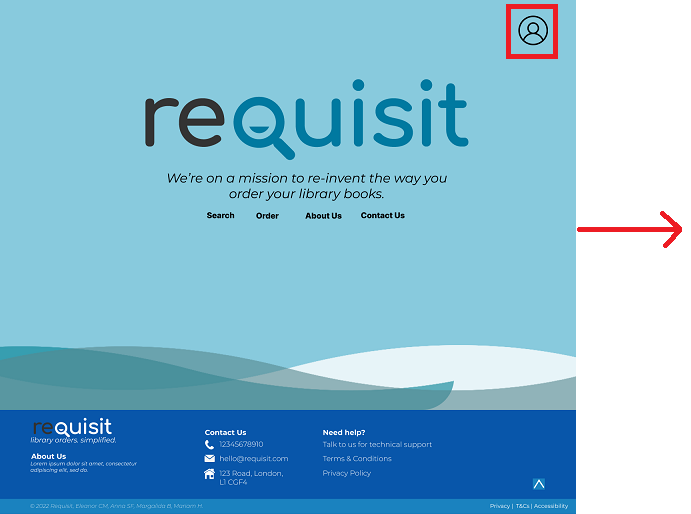 requisit
We're on a mission to re-invent the way you
order your library books.
Search Order About Us Contact Us
requisit
library orders. simplified.
About Us
Lorem ipsum dolor sit amet, consectetur
adipiscing elit, sed do.
Contact Us
12345678910
hello@requisit.com
123 Road, London,
L1 CGF4
Need help?
Talk to us for technical support
Terms & Conditions
Privacy Policy
© 2022 Requisit. Eleanor CM, Anna SF, Margarida B, Mariam H.
Privacy | T&Cs | Accessibility